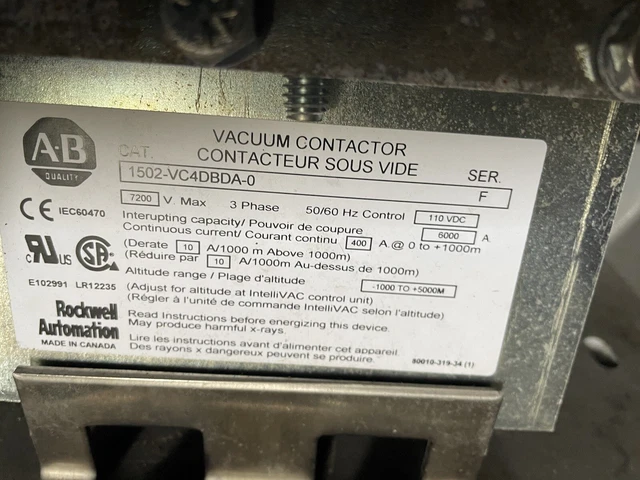 A-B
QUALITY
VACUUM CONTACTOR
CONTACTEUR SOUS VIDE
CAT. SER.
1502-VC4DBDA-0 F
7200 V. Max 3 Phase 50/60 Hz Control 110 VDC
Interupting capacity/ Pouvoir de coupure 6000 A.
Continuous current/ Courant continu 400 A.@ 0 to +1000m
(Derate 10 A/1000 m Above 1000m)
(Réduire par 10 A/1000m Au-dessus de 1000m)
Altitude range / Plage d'altitude -1000 TO +5000M
(Adjust for altitude at IntelliVAC control unit)
(Régler à l'unité de commande IntelliVAC selon l'altitude)
Read Instructions before energizing this device.
May produce harmful x-rays.
Lire les instructions avant d'alimenter cet appareil.
Des rayons x dangereux peuvent se produire.
80018-319-34 (1)
CE IEC60470
c UL US SA
E102991 LR12235
Rockwell
Automation
MADE IN CANADA